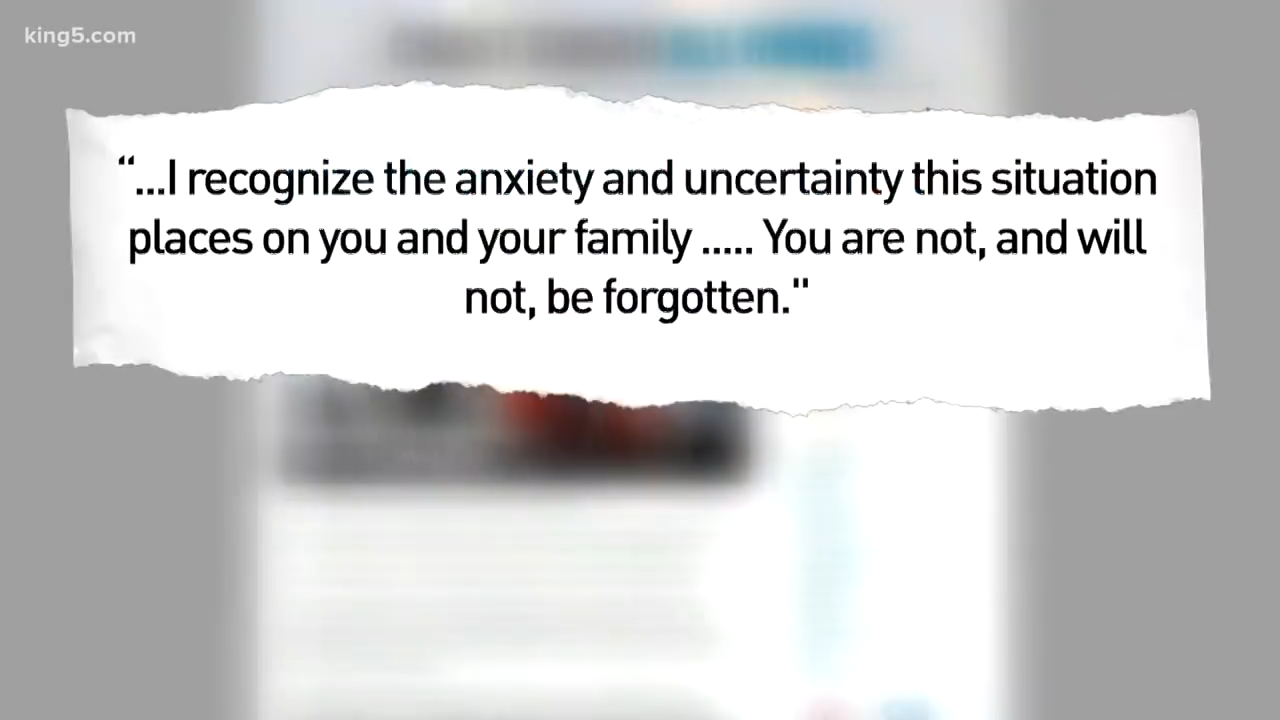 king5.com
“...I recognize the anxiety and uncertainty this situation
places on you and your family ..... You are not, and will
not, be forgotten."